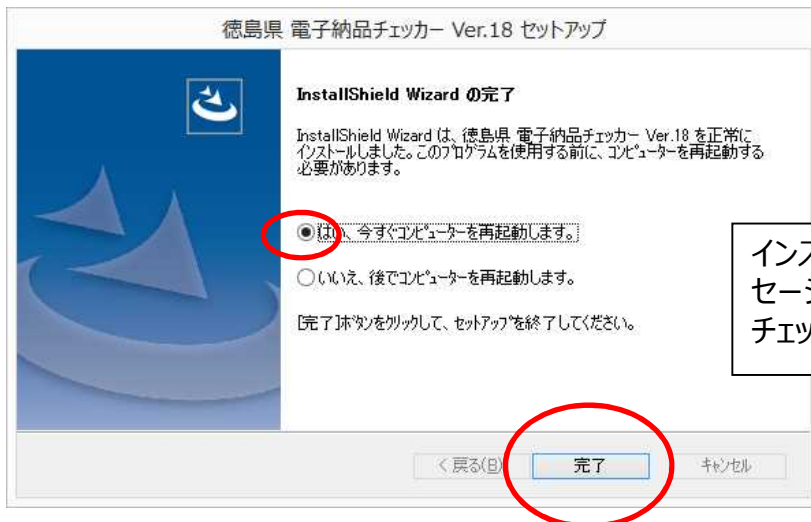 徳島県 電子納品チェッカー Ver.18 セットアップ
InstallShield Wizard の完了
InstallShield Wizard は、徳島県 電子納品チェッカー Ver.18 を正常に
インストールしました。このプログラムを使用する前に、コンピューターを再起動する
必要があります。
はい、今すぐコンピューターを再起動します。
いいえ、後でコンピューターを再起動します。
[完了]ボタンをクリックして、セットアップを終了してください。
インス
セー
チェッ
< 戻る(B)
完了
キャンセル